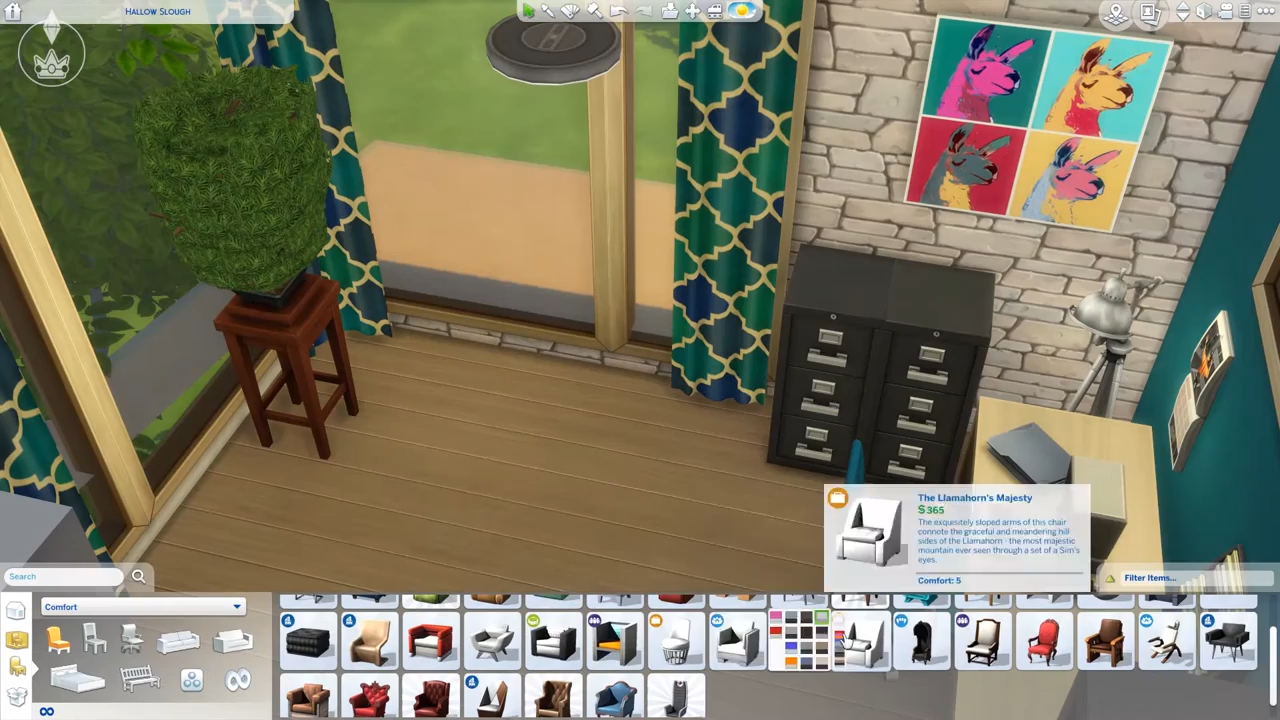 HALLOW SLOUGH
The Llamahorn's Majesty
§365
The exquisitely sloped arms of this chair
connote the graceful and meandering hill
sides of the Llamahorn - the most majestic
mountain ever seen through a set of a Sim's
eyes.
Comfort: 5
Search
Filter Items...
Comfort